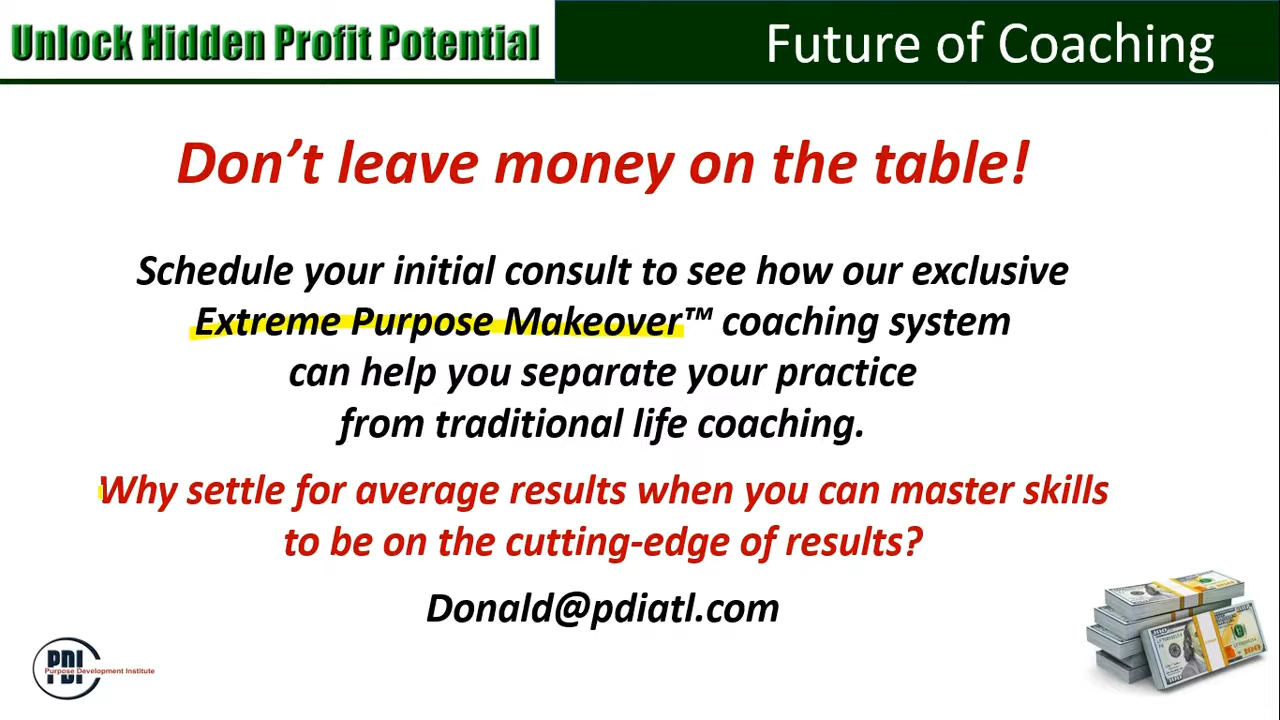 Unlock Hidden Profit Potential
Future of Coaching
Don’t leave money on the table!
Schedule your initial consult to see how our exclusive
Extreme Purpose Makeover™ coaching system
can help you separate your practice
from traditional life coaching.
Why settle for average results when you can master skills
to be on the cutting-edge of results?
Donald@pdiatl.com
PDI
Purpose Development Institute
100